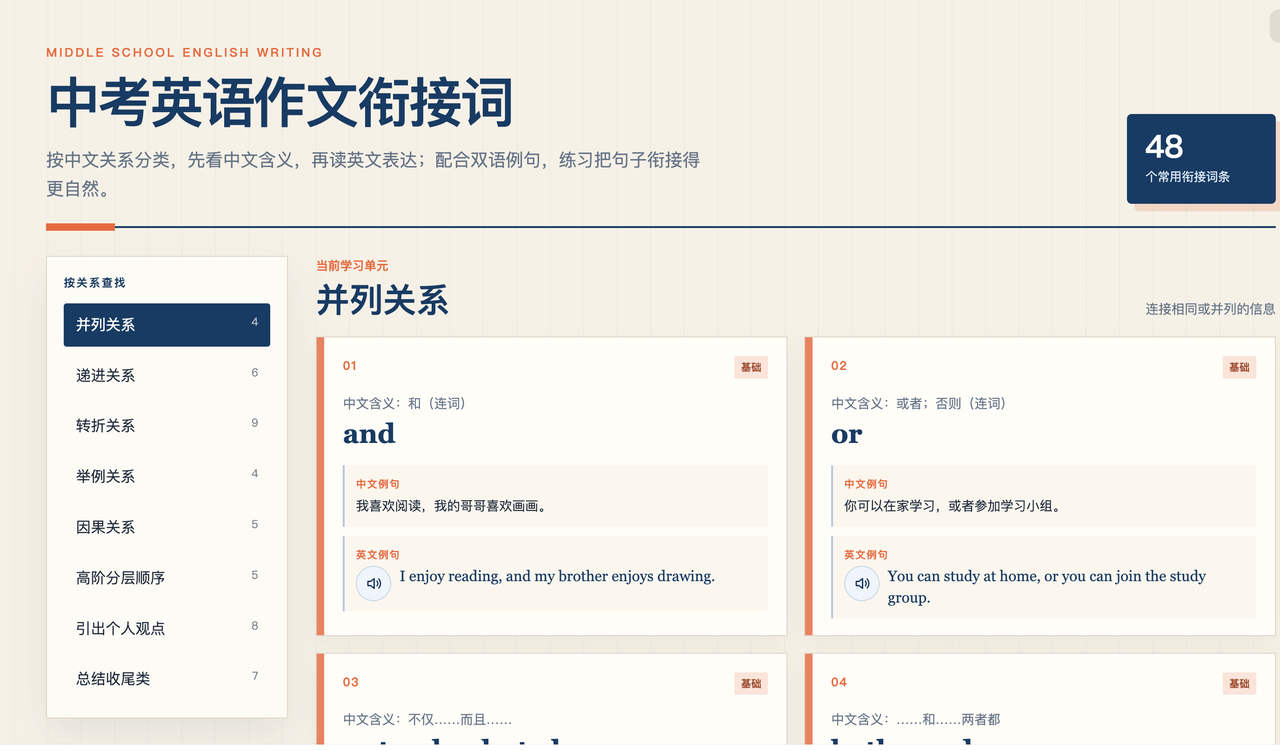 MIDDLE SCHOOL ENGLISH WRITING
中考英语作文衔接词
按中文关系分类，先看中文含义，再读英文表达；配合双语例句，练习把句子衔接得
更自然。
48
个常用衔接词条
按关系查找
并列关系 4
递进关系 6
转折关系 9
举例关系 4
因果关系 5
高阶分层顺序 5
引出个人观点 8
总结收尾类 7
当前学习单元
并列关系
连接相同或并列的信息
01 基础
中文含义：和（连词）
and
中文例句
我喜欢阅读，我的哥哥喜欢画画。
英文例句
I enjoy reading, and my brother enjoys drawing.
02 基础
中文含义：或者；否则（连词）
or
中文例句
你可以在家学习，或者参加学习小组。
英文例句
You can study at home, or you can join the study
group.
03 基础
中文含义：不仅……而且……
04 基础
中文含义：……和……两者都